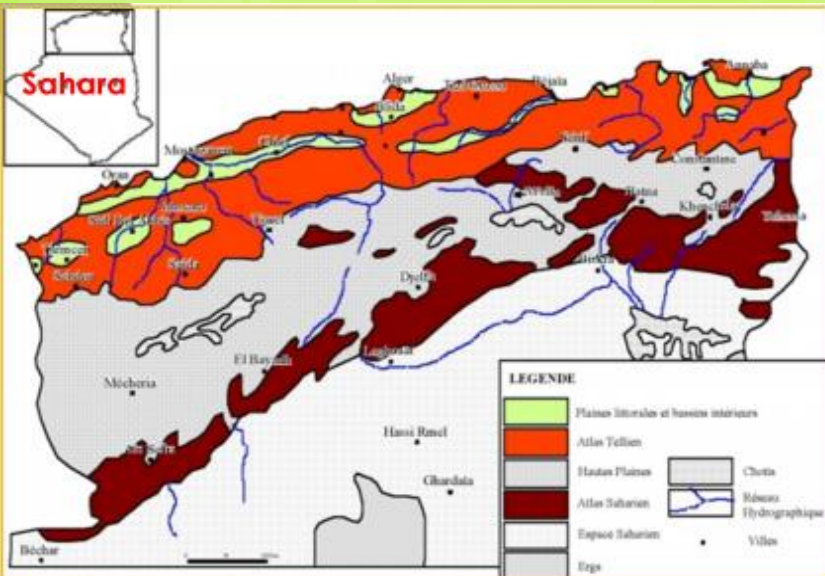 Sahara
Alger
Annaba
Béjaia
Blida
Chlef
Mostaganem
Oran
Sétif
Constantine
M'sila
Batna
Khenchela
Tébessa
Tiaret
Tlemcen
Saida
Biskra
Djelfa
Laghouat
El Bayadh
Mécheria
Hassi Rmel
Ghardaia
Béchar
LEGENDE
Plaines littorales et bassins intérieurs
Atlas Tellien
Hautes Plaines
Atlas Saharien
Espace Saharien
Ergs
Chotts
Réseau
Hydrographique
Villes